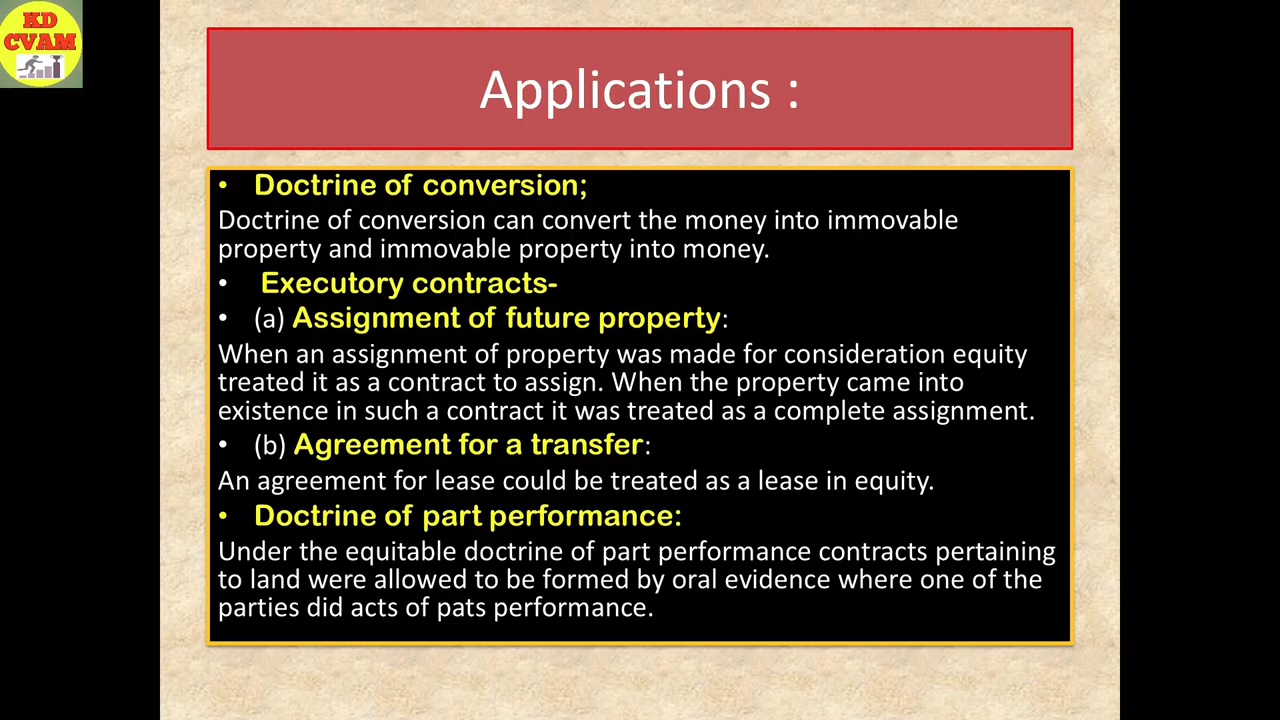 KD
CVAM
Applications :
• Doctrine of conversion;
Doctrine of conversion can convert the money into immovable
property and immovable property into money.
• Executory contracts-
• (a) Assignment of future property:
When an assignment of property was made for consideration equity
treated it as a contract to assign. When the property came into
existence in such a contract it was treated as a complete assignment.
• (b) Agreement for a transfer:
An agreement for lease could be treated as a lease in equity.
• Doctrine of part performance:
Under the equitable doctrine of part performance contracts pertaining
to land were allowed to be formed by oral evidence where one of the
parties did acts of pats performance.